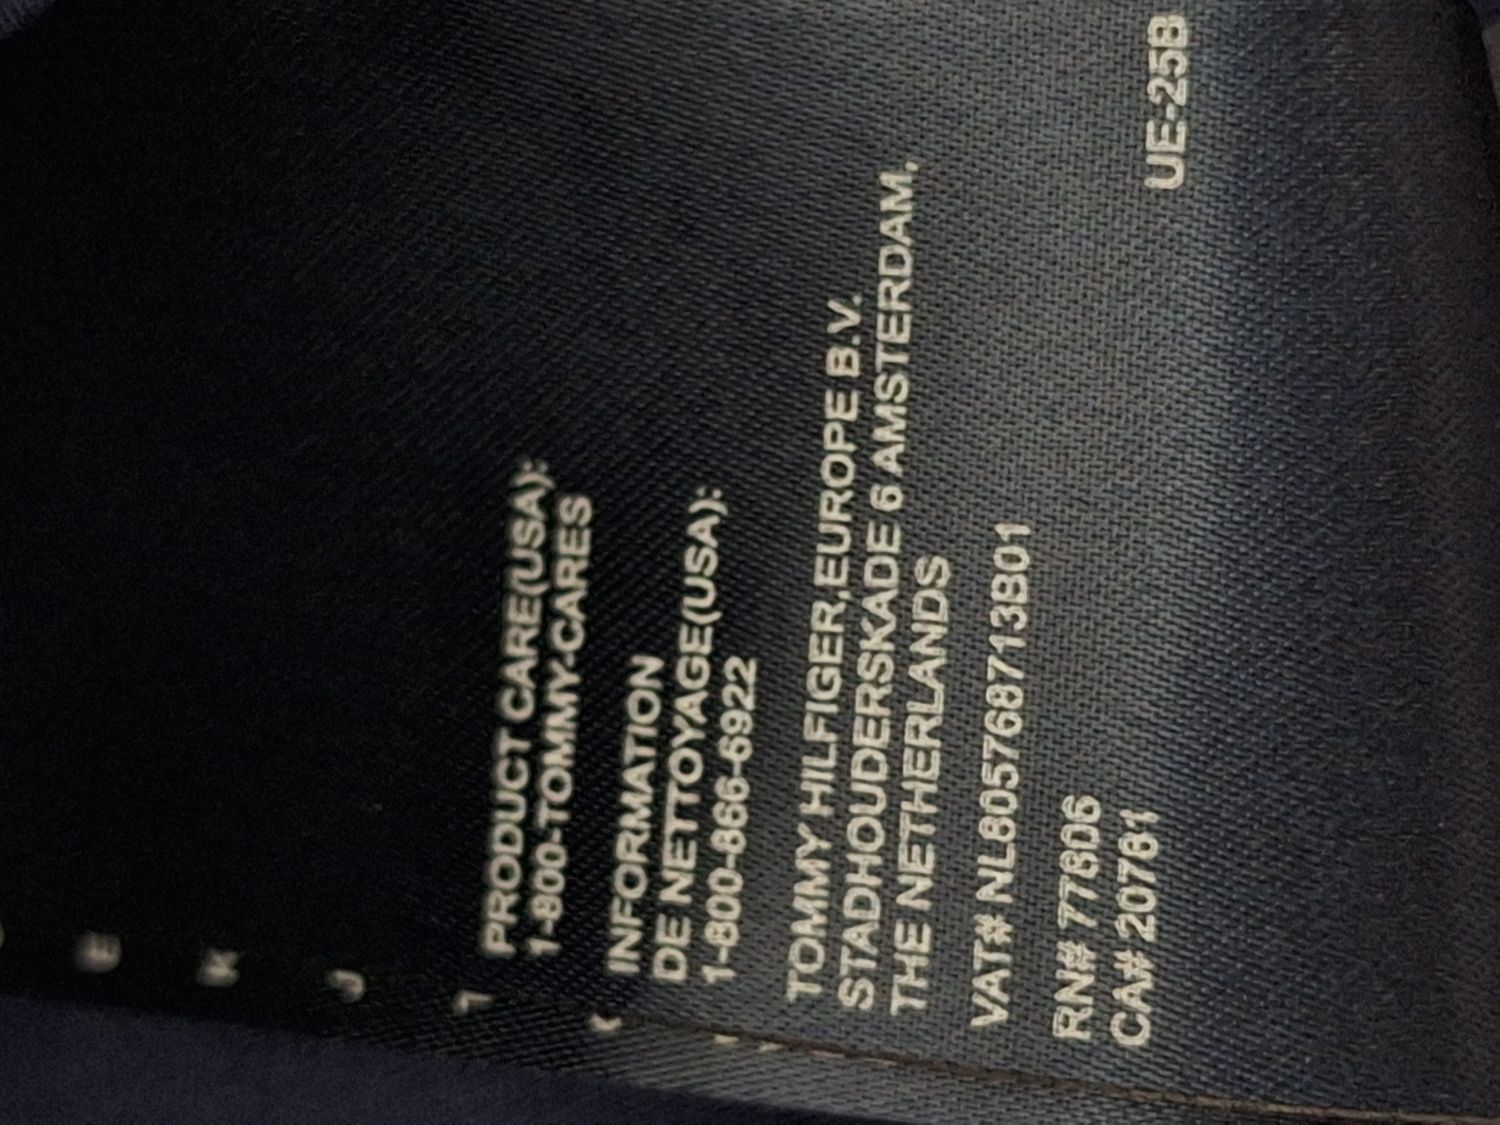 PRODUCT CARE(USA):
1-800-TOMMY-CARES
INFORMATION
DE NETTOYAGE(USA):
1-800-866-6922
TOMMY HILFIGER,EUROPE B.V.
STADHOUDERSKADE 6 AMSTERDAM,
THE NETHERLANDS
VAT# NL805768713B01
RN# 77806
CA# 20761
UE-25B